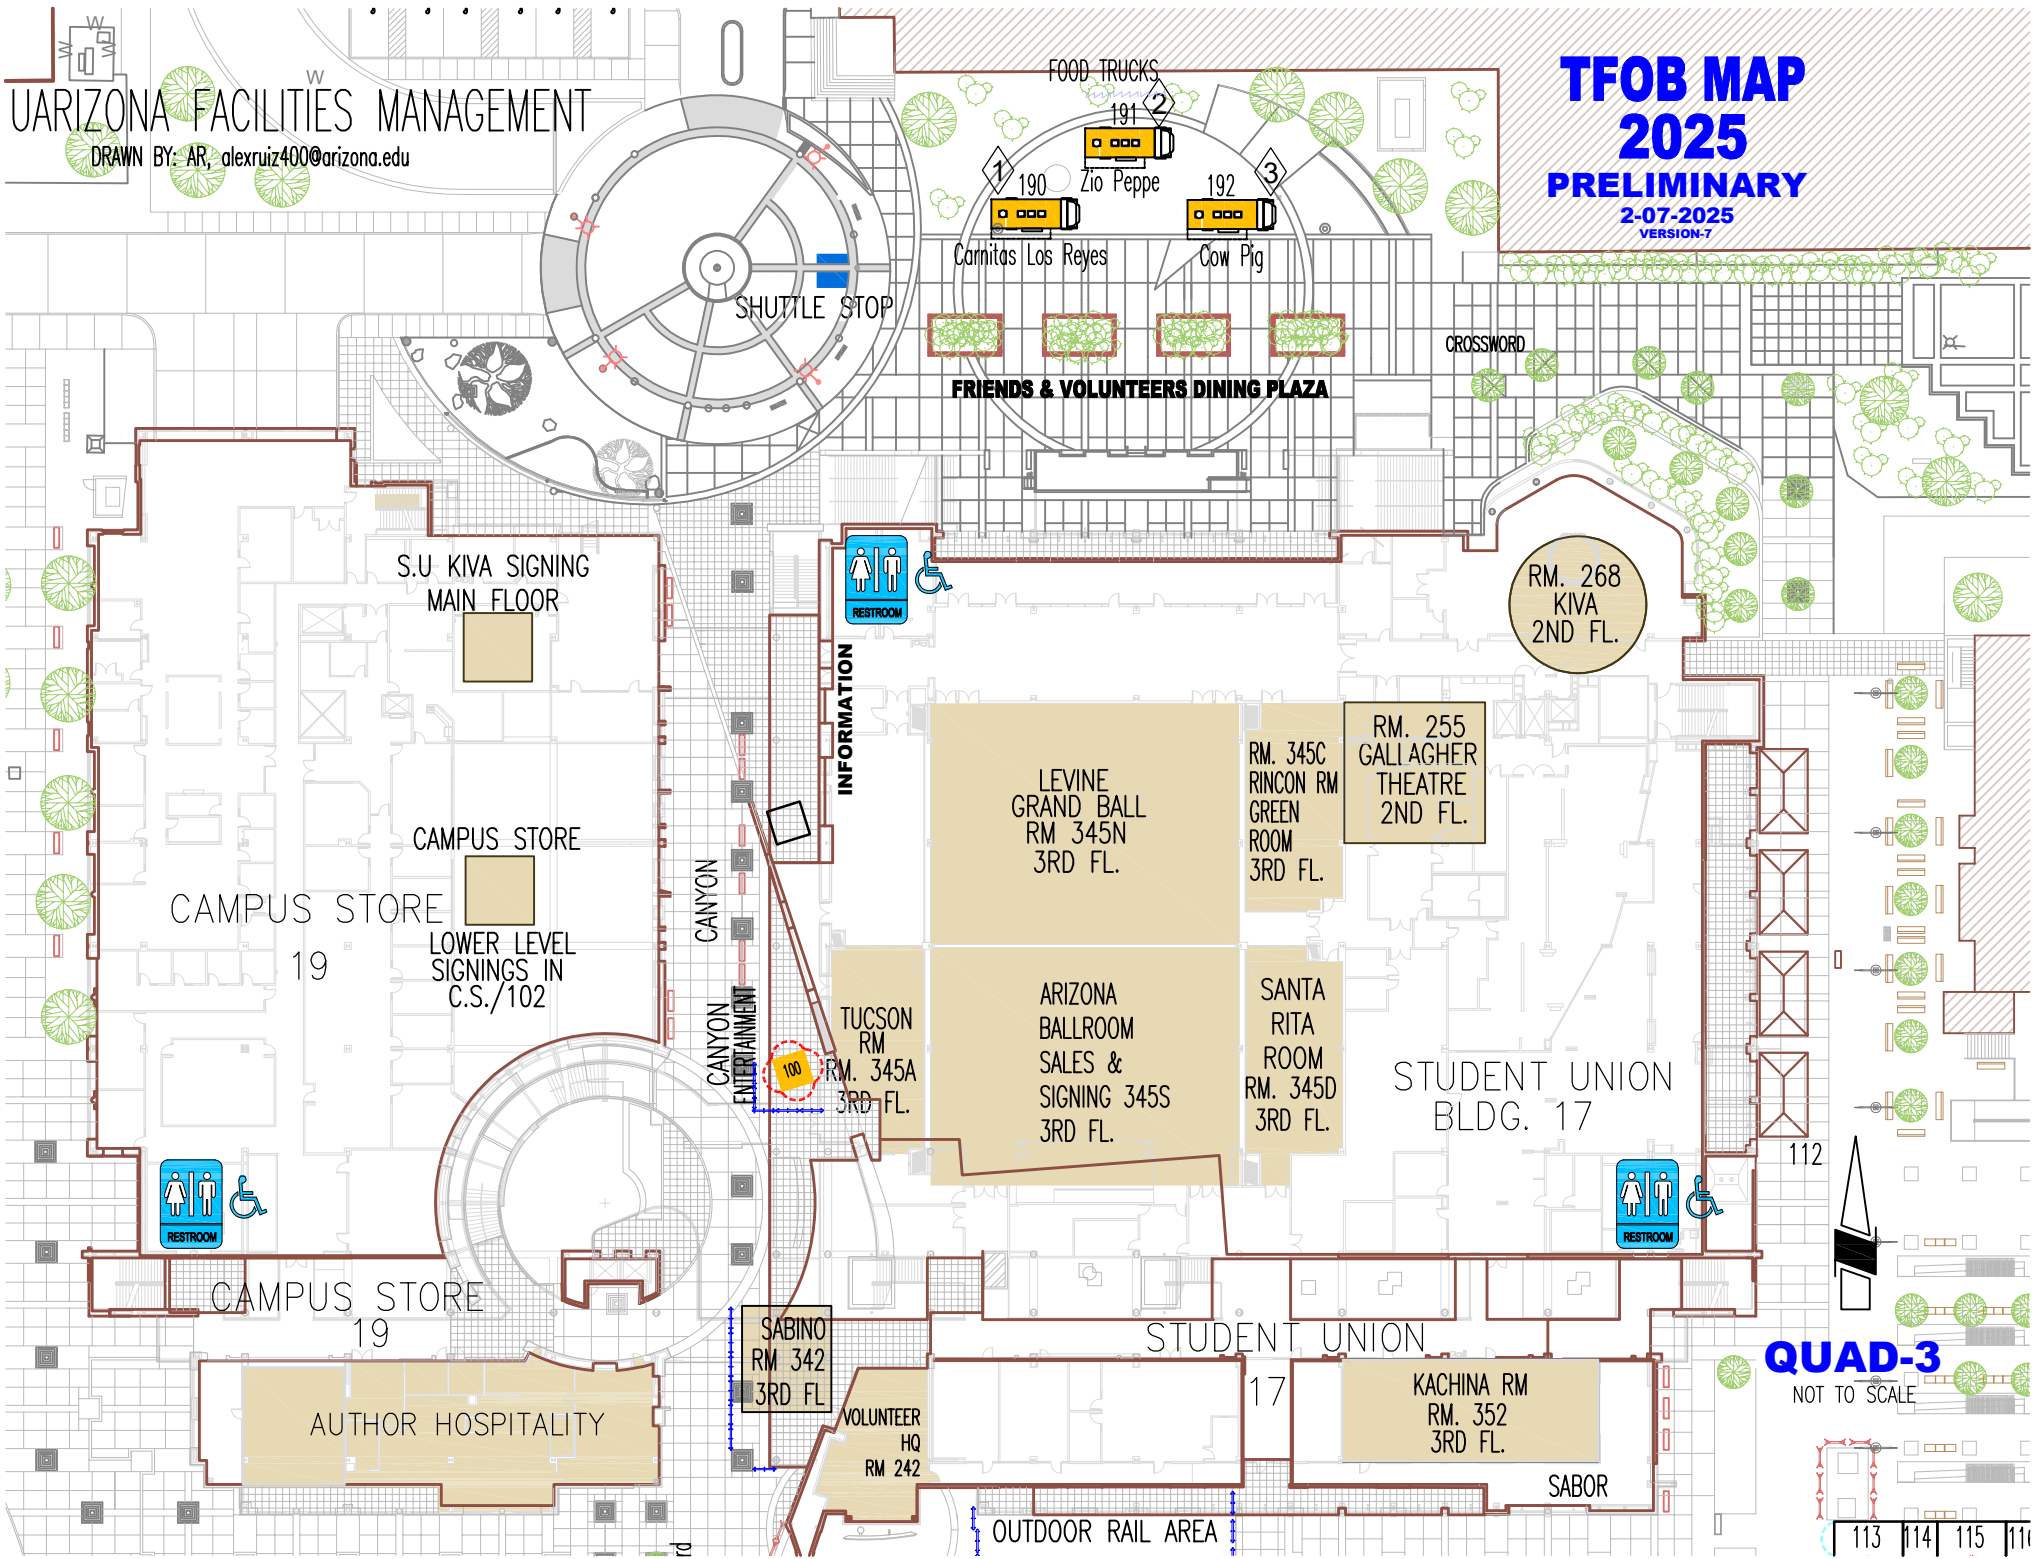 UARIZONA FACILITIES MANAGEMENT
DRAWN BY: AR, alexruiz400@arizona.edu
W
W
W
W
FOOD TRUCKS
191
2
Zio Peppe
1
190
Carnitas Los Reyes
192
3
Cow Pig
TFOB MAP
2025
PRELIMINARY
2-07-2025
VERSION-7
SHUTTLE STOP
CROSSWORD
FRIENDS & VOLUNTEERS DINING PLAZA
S.U KIVA SIGNING
MAIN FLOOR
RESTROOM
INFORMATION
RM. 268
KIVA
2ND FL.
LEVINE
GRAND BALL
RM 345N
3RD FL.
RM. 345C
RINCON RM
GREEN
ROOM
3RD FL.
RM. 255
GALLAGHER
THEATRE
2ND FL.
CAMPUS STORE
CAMPUS STORE
19
LOWER LEVEL
SIGNINGS IN
C.S./102
CANYON
CANYON
ENTERTAINMENT
100
TUCSON
RM
RM. 345A
3RD FL.
ARIZONA
BALLROOM
SALES &
SIGNING 345S
3RD FL.
SANTA
RITA
ROOM
RM. 345D
3RD FL.
STUDENT UNION
BLDG. 17
112
RESTROOM
RESTROOM
CAMPUS STORE
19
SABINO
RM 342
3RD FL
STUDENT UNION
17
QUAD-3
NOT TO SCALE
AUTHOR HOSPITALITY
VOLUNTEER
HQ
RM 242
KACHINA RM
RM. 352
3RD FL.
SABOR
OUTDOOR RAIL AREA
rd
113
114
115